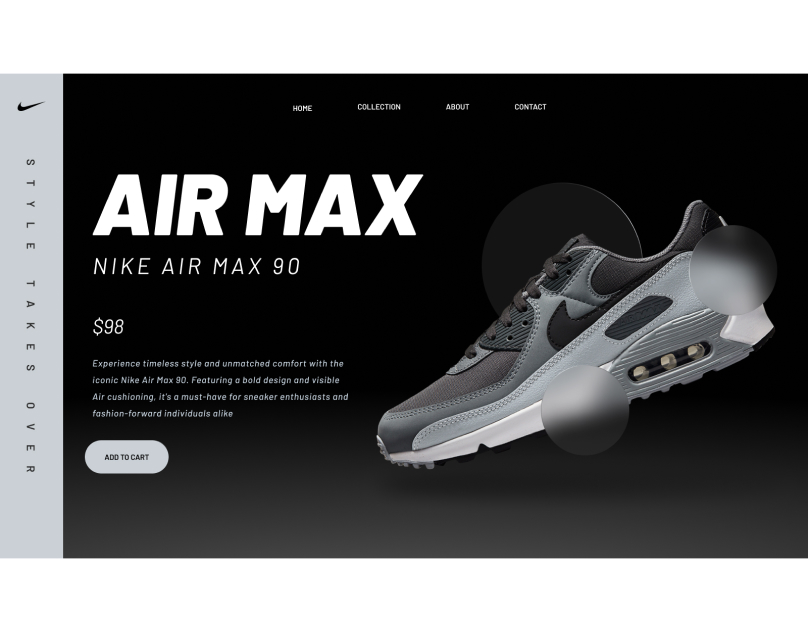 HOME
COLLECTION
ABOUT
CONTACT
STYLE TAKES OVER
AIR MAX
NIKE AIR MAX 90
$98
Experience timeless style and unmatched comfort with the
iconic Nike Air Max 90. Featuring a bold design and visible
Air cushioning, it's a must-have for sneaker enthusiasts and
fashion-forward individuals alike
ADD TO CART